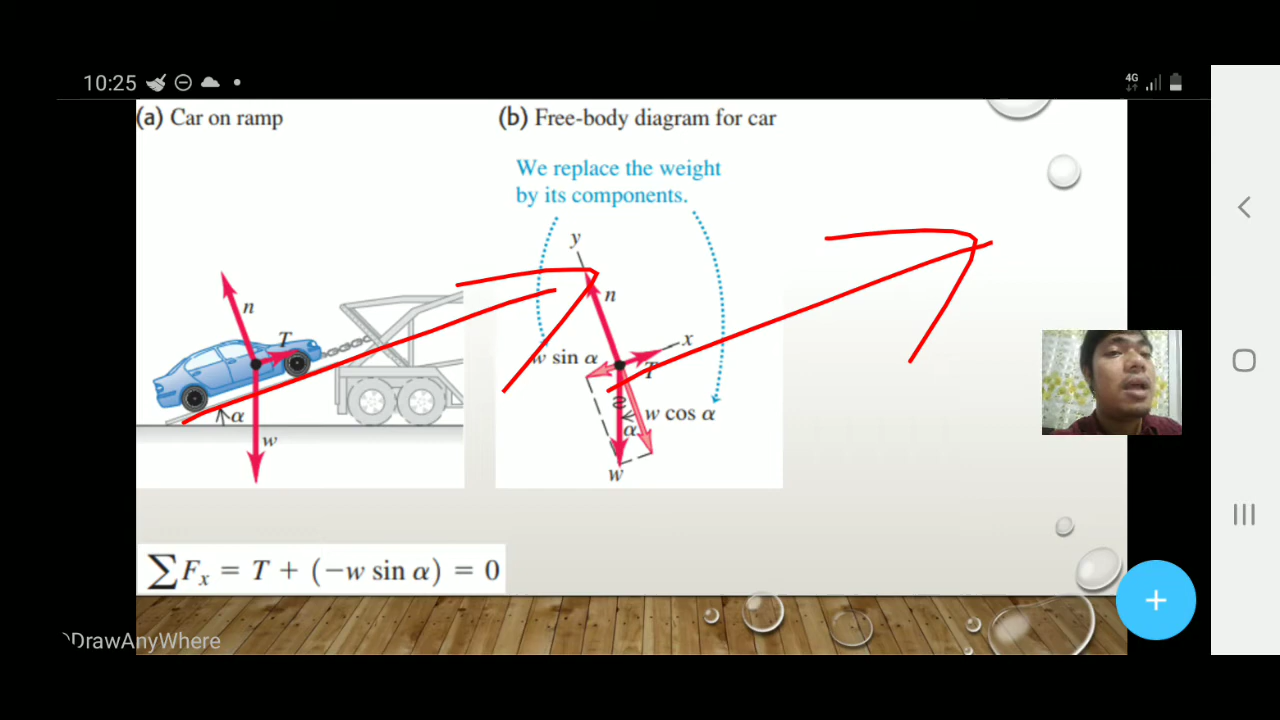 10:25
4G
(a) Car on ramp
(b) Free-body diagram for car
We replace the weight
by its components.
y
n
n
T
x
w sin α
T
α
w cos α
w
α
w
∑Fx = T + (−w sin α) = 0
DrawAnyWhere